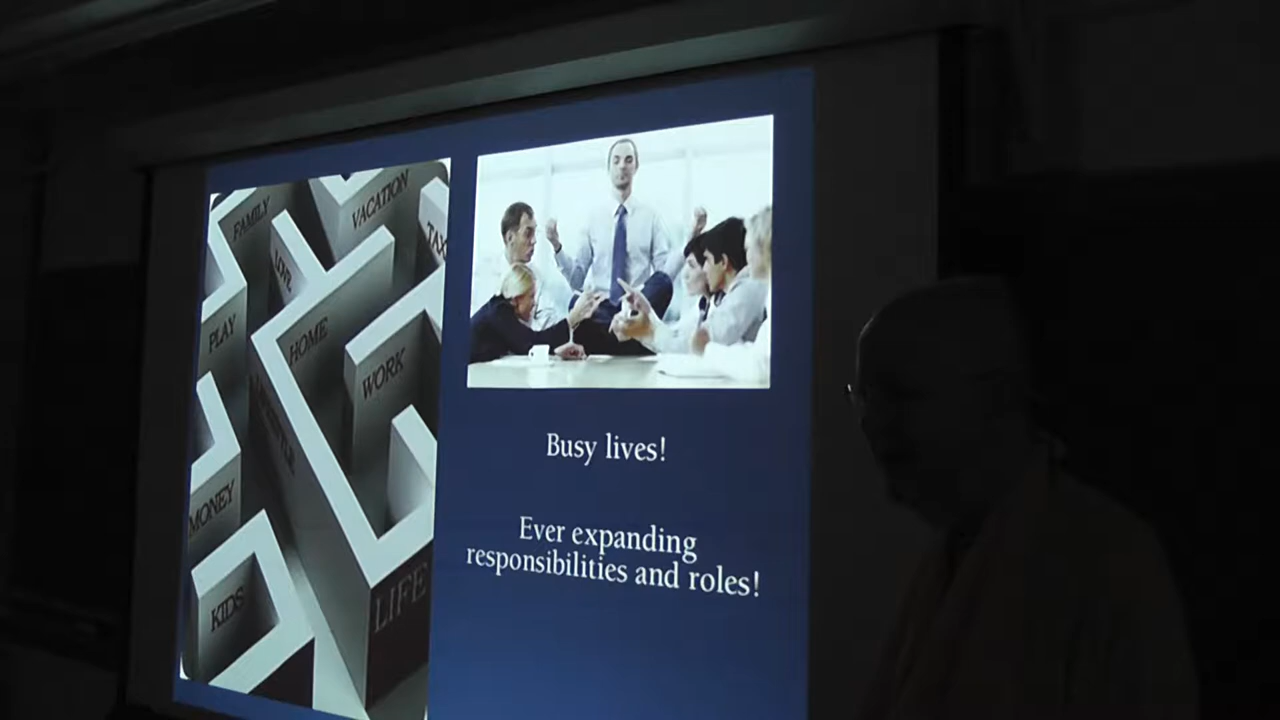 FAMILY
VACATION
LOVE
TAX
PLAY
HOME
WORK
MONEY
KIDS
LIFE
Busy lives!
Ever expanding
responsibilities and roles!